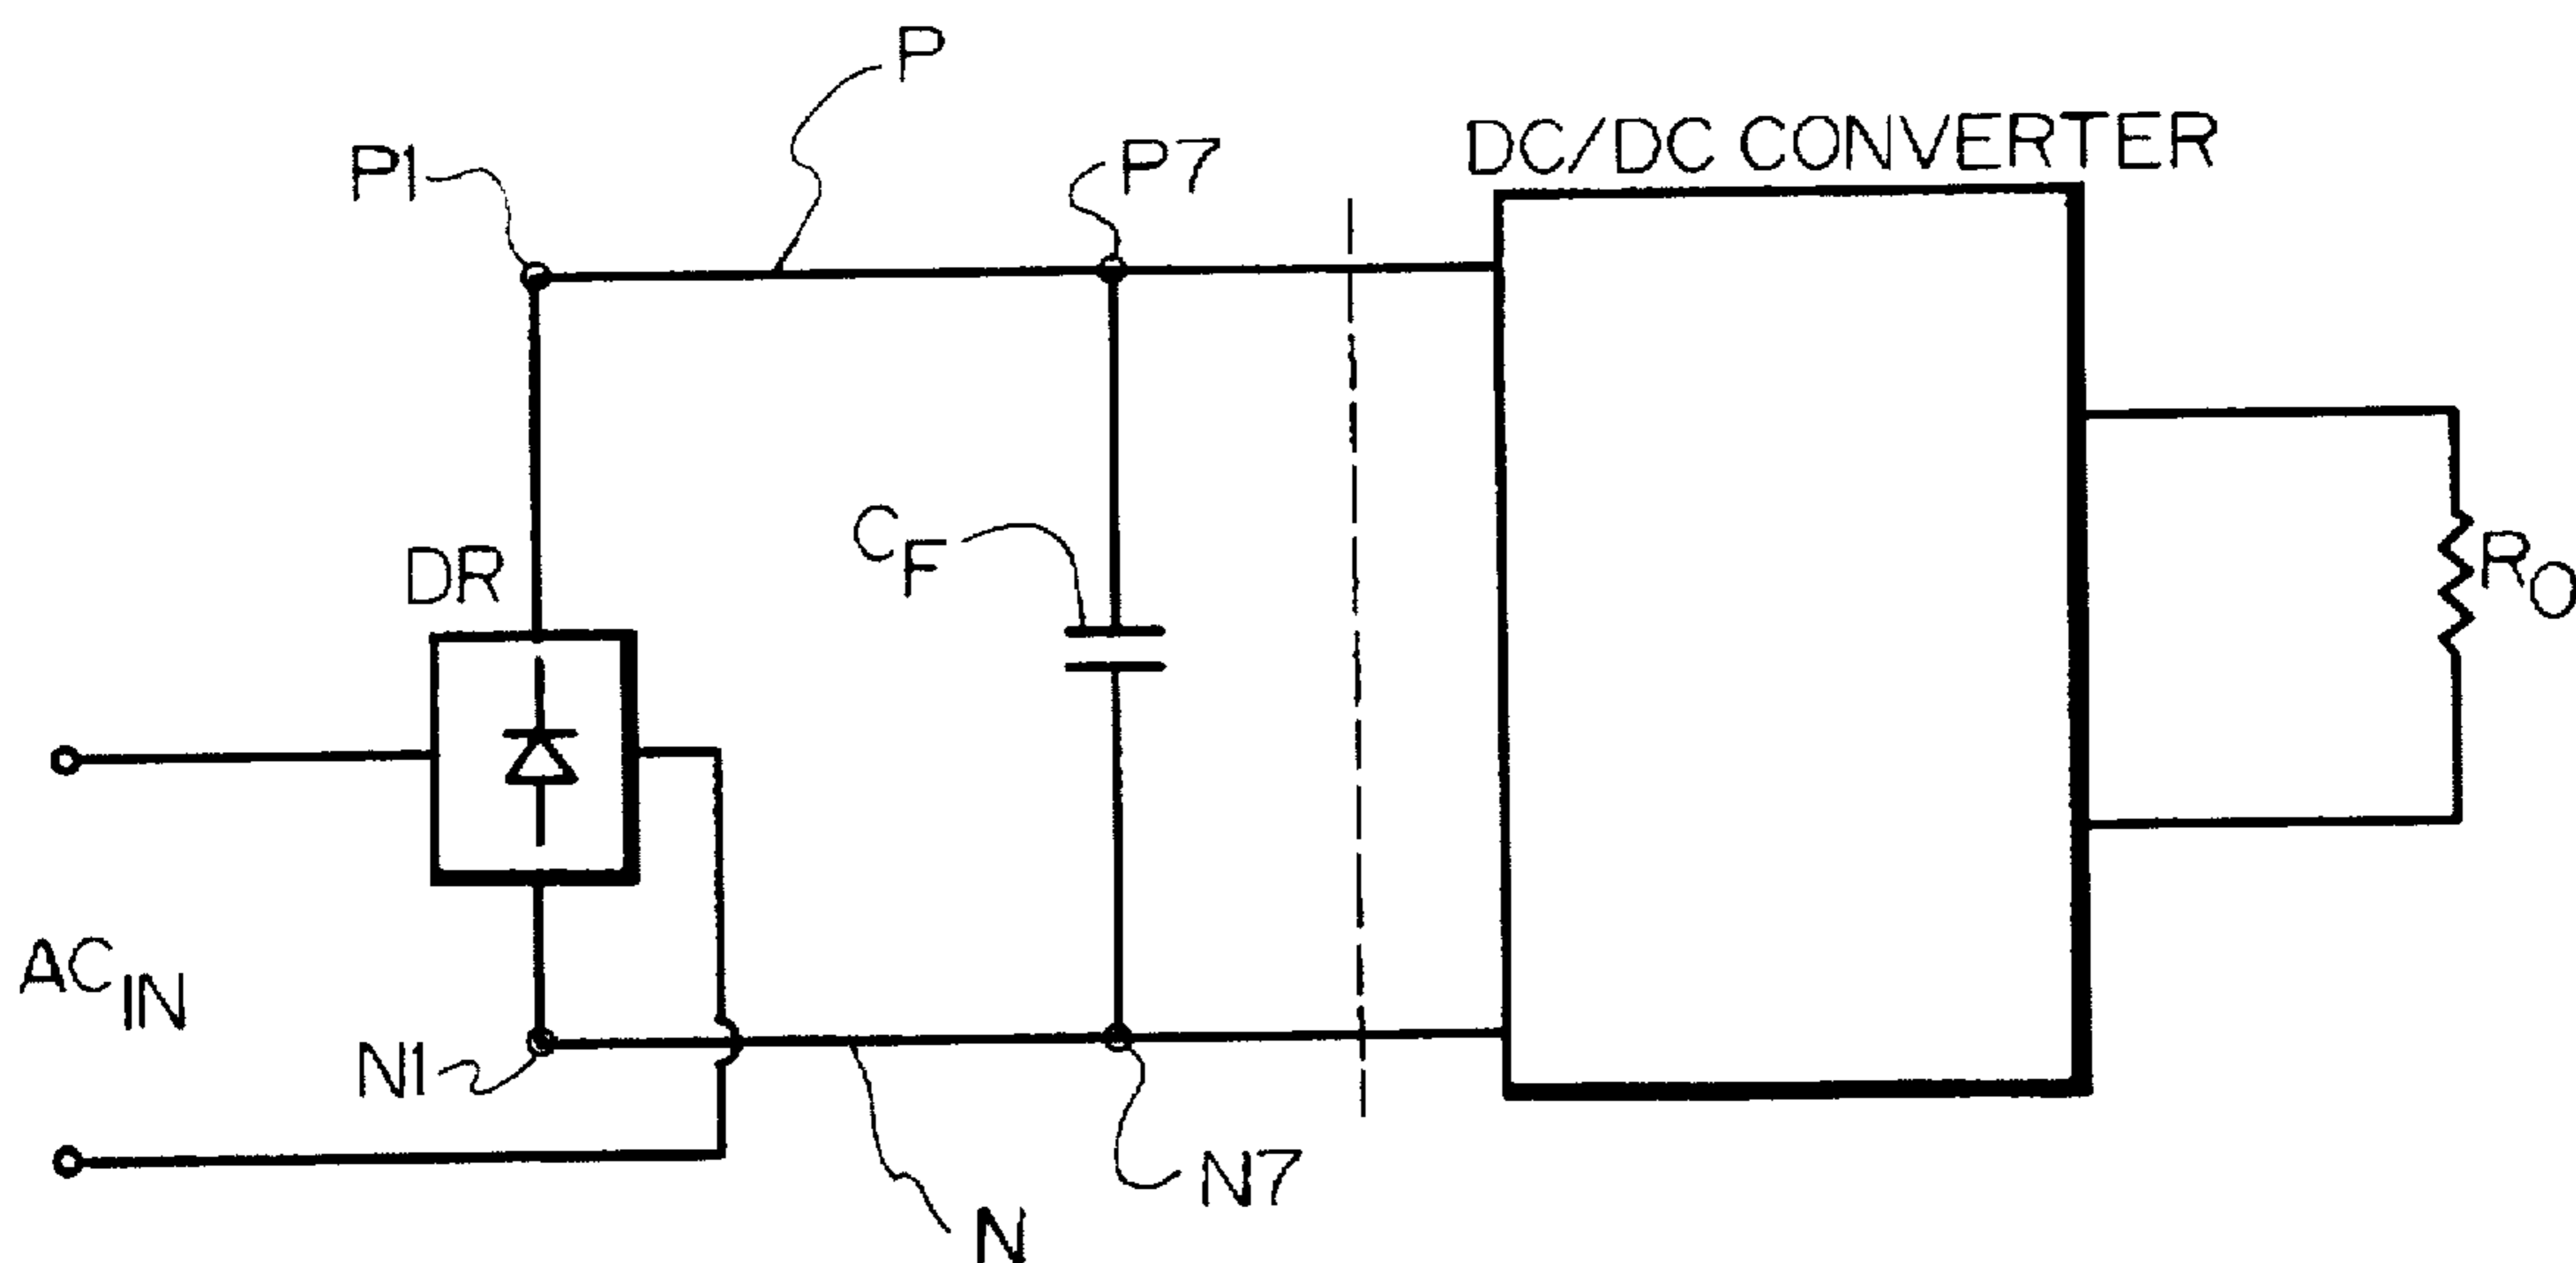 P
P1
P7
DC/DC CONVERTER
CF
DR
RO
ACIN
N1
N7
N